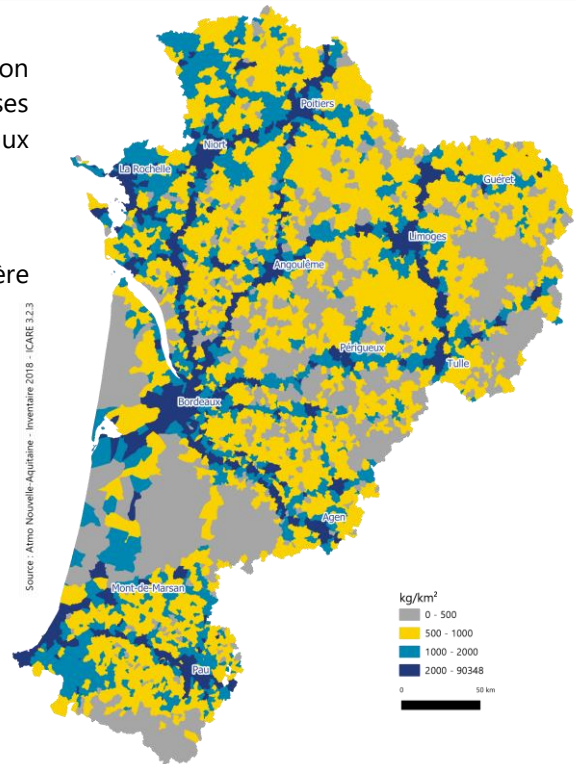 on
ses
aux
ère
Poitiers
Niort
La Rochelle
Guéret
Limoges
Angoulême
Périgueux
Tulle
Bordeaux
Agen
Mont-de-Marsan
Pau
Source : Atmo Nouvelle-Aquitaine - Inventaire 2018 - ICARE 3.2.3
kg/km²
0 - 500
500 - 1000
1000 - 2000
2000 - 90348
0 50 km